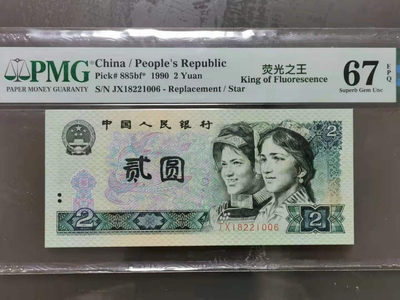 PMG
PAPER MONEY GUARANTY
China / People's Republic
Pick# 885bf* 1990 2 Yuan
S/N JX18221006 - Replacement / Star
荧光之王
King of Fluorescence
67 EPQ
Superb Gem Unc
中国人民银行
2
贰圆
JX18221006
2
2